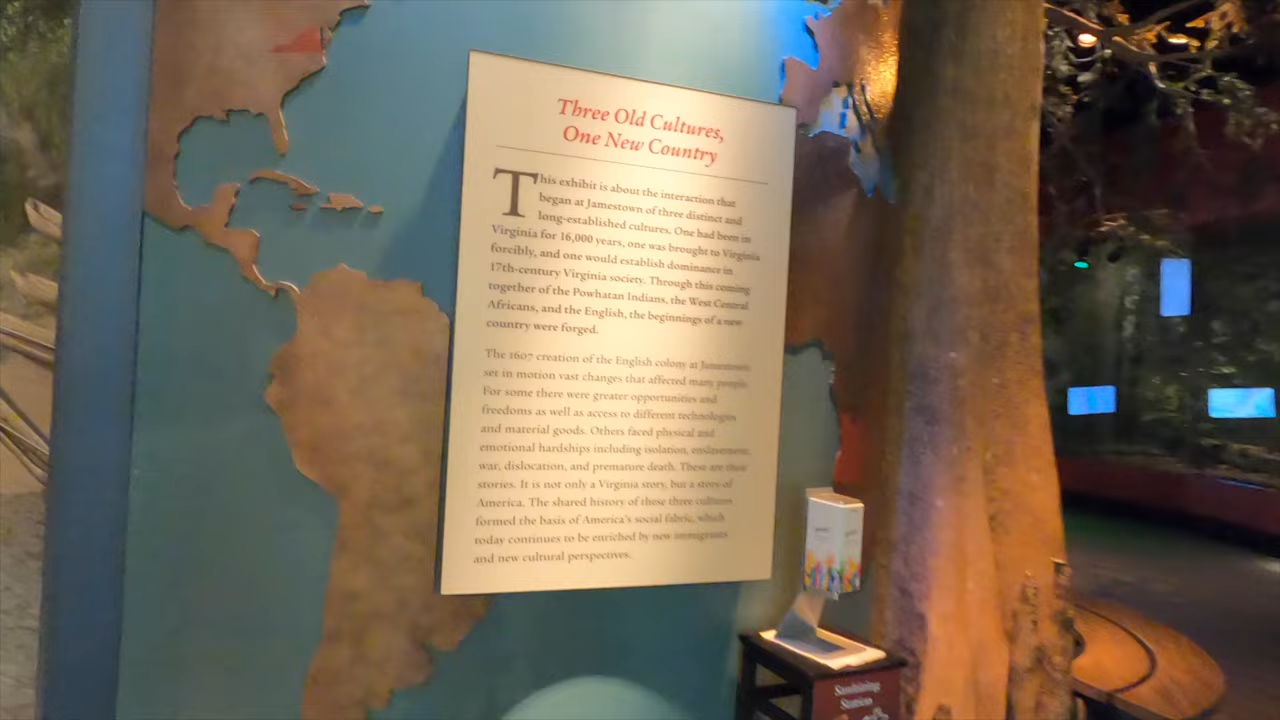 Three Old Cultures,
One New Country
This exhibit is about the interaction that
began at Jamestown of three distinct and
long-established cultures. One had been in
Virginia for 16,000 years, one was brought to Virginia
forcibly, and one would establish dominance in
17th-century Virginia society. Through this coming
together of the Powhatan Indians, the West Central
Africans, and the English, the beginnings of a new
country were forged.
The 1607 creation of the English colony at Jamestown
set in motion vast changes that affected many people.
For some there were greater opportunities and
freedoms as well as access to different technologies
and material goods. Others faced physical and
emotional hardships including isolation, enslavement,
war, dislocation, and premature death. These are their
stories. It is not only a Virginia story, but a story of
America. The shared history of these three cultures
formed the basis of America's social fabric, which
today continues to be enriched by new immigrants
and new cultural perspectives.
Sanitizing
Station